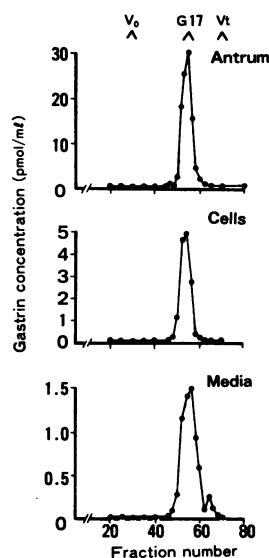 V₀ G17 Vt
^ ^ ^
Antrum
30
20
10
0
Cells
5
4
3
2
1
0
Media
1.5
1.0
0.5
0
20 40 60 80
Fraction number
Gastrin concentration (pmol/mℓ)